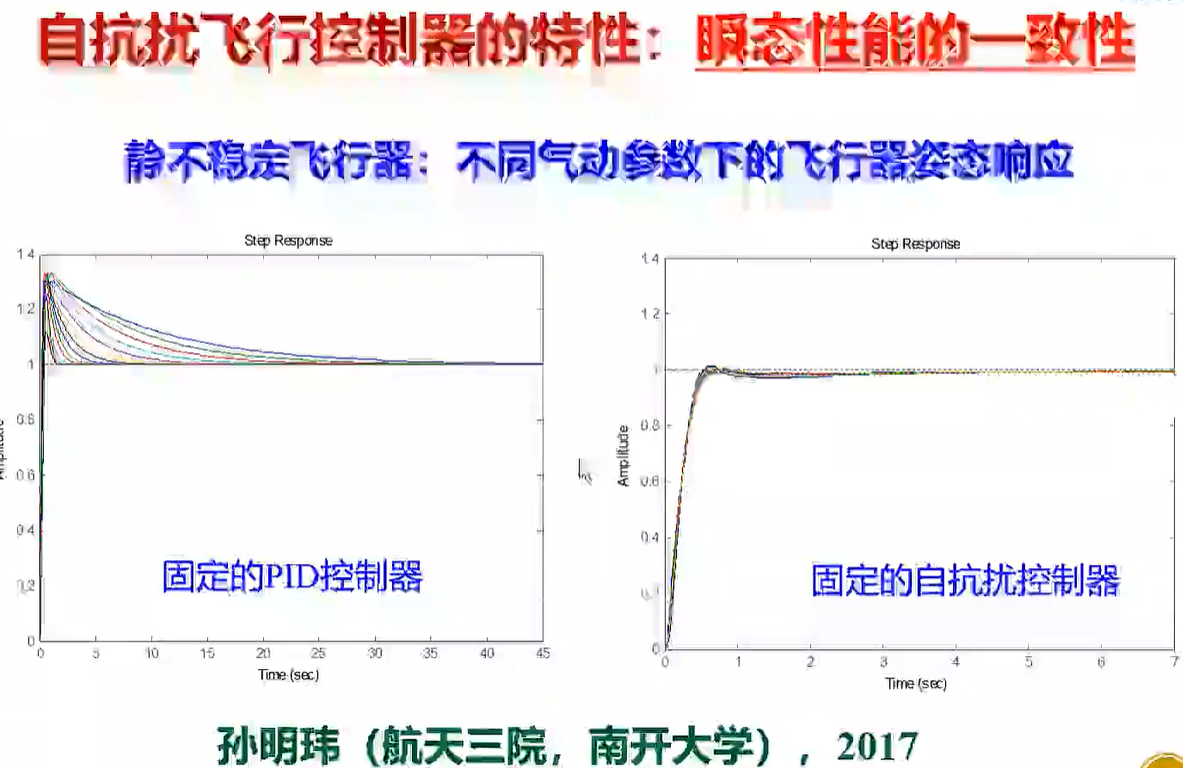 自抗扰飞行控制器的特性：瞬态性能的一致性
静不稳定飞行器：不同气动参数下的飞行器姿态响应
Step Response
1.4
1.2
1
0.8
0.6
0.4
0.2
0
0 5 10 15 20 25 30 35 40 45
Time (sec)
固定的PID控制器
Step Response
1.4
1.2
1
0.8
0.6
0.4
0
Amplitude
0 1 2 3 4 5 6 7
Time (sec)
固定的自抗扰控制器
孙明玮（航天三院，南开大学），2017